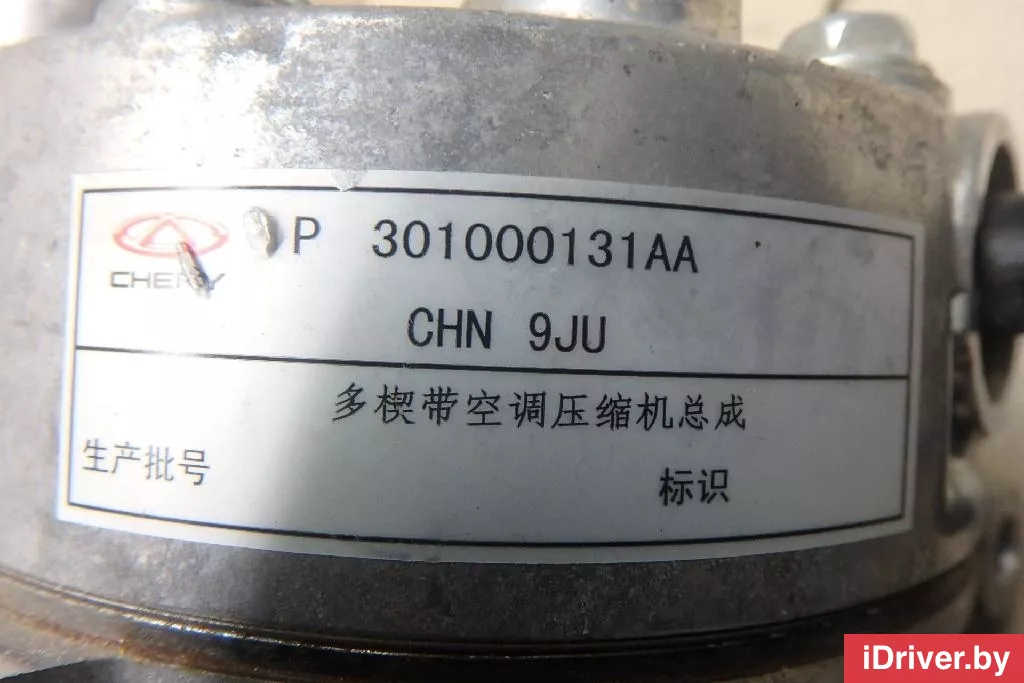 P 301000131AA
CHERY
CHN 9JU
多楔带空调压缩机总成
生产批号
标识
iDriver.by